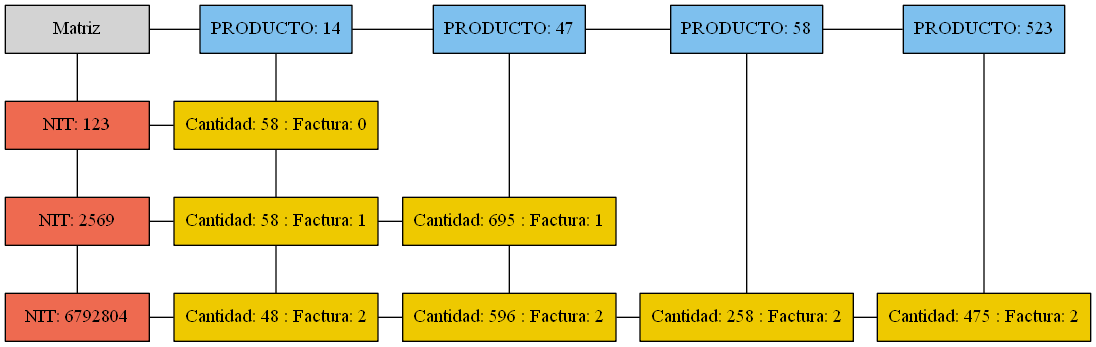 Matriz
PRODUCTO: 14
PRODUCTO: 47
PRODUCTO: 58
PRODUCTO: 523
NIT: 123
Cantidad: 58 : Factura: 0
NIT: 2569
Cantidad: 58 : Factura: 1
Cantidad: 695 : Factura: 1
NIT: 6792804
Cantidad: 48 : Factura: 2
Cantidad: 596 : Factura: 2
Cantidad: 258 : Factura: 2
Cantidad: 475 : Factura: 2